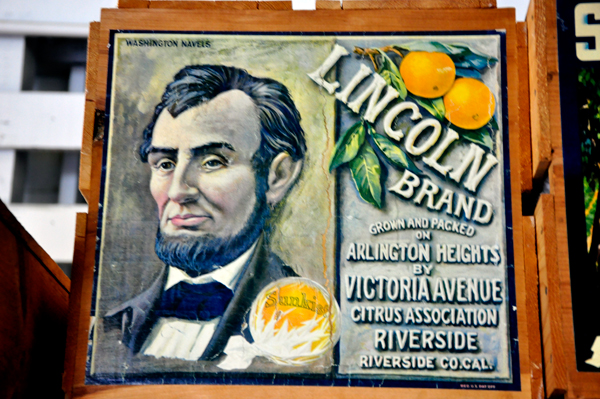 WASHINGTON NAVELS
LINCOLN
BRAND
GROWN AND PACKED
ON
ARLINGTON HEIGHTS
BY
VICTORIA AVENUE
CITRUS ASSOCIATION
RIVERSIDE
RIVERSIDE CO. CAL.
Sunkist
S